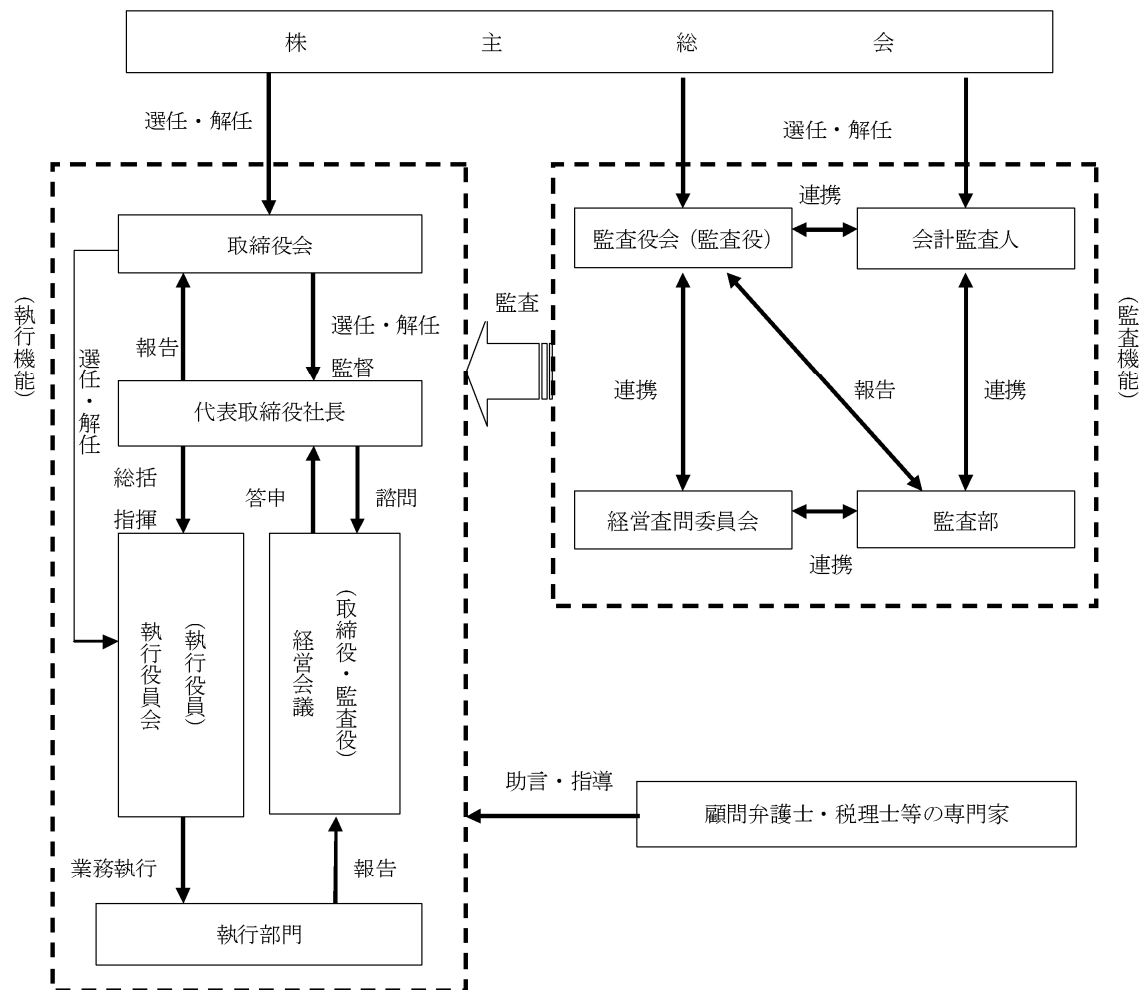 株主総会
選任・解任
選任・解任
取締役会
監査役会（監査役）
連携
会計監査人
（執行機能）
選任・解任
報告
選任・解任
監督
監査
連携
報告
連携
（監査機能）
代表取締役社長
総括
指揮
答申
諮問
経営査問委員会
連携
監査部
執行役員会
（執行役員）
経営会議
（取締役・監査役）
助言・指導
顧問弁護士・税理士等の専門家
業務執行
報告
執行部門